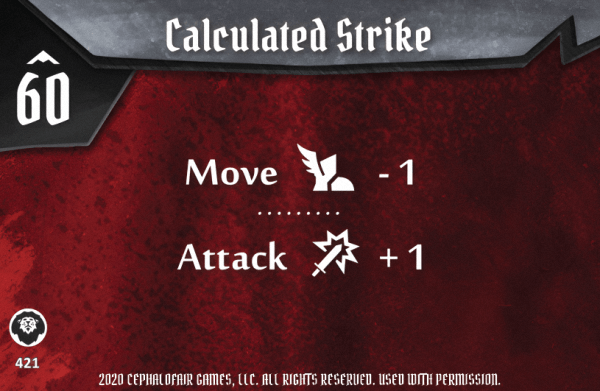 Calculated Strike
60
Move - 1
Attack + 1
421
2020 CEPHALOFAIR GAMES, LLC. ALL RIGHTS RESERVED. USED WITH PERMISSION.